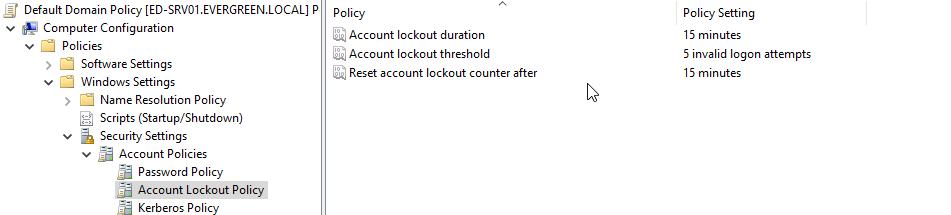 Default Domain Policy [ED-SRV01.EVERGREEN.LOCAL] P
Computer Configuration
Policies
Software Settings
Windows Settings
Name Resolution Policy
Scripts (Startup/Shutdown)
Security Settings
Account Policies
Password Policy
Account Lockout Policy
Kerberos Policy
Policy Policy Setting
Account lockout duration 15 minutes
Account lockout threshold 5 invalid logon attempts
Reset account lockout counter after 15 minutes